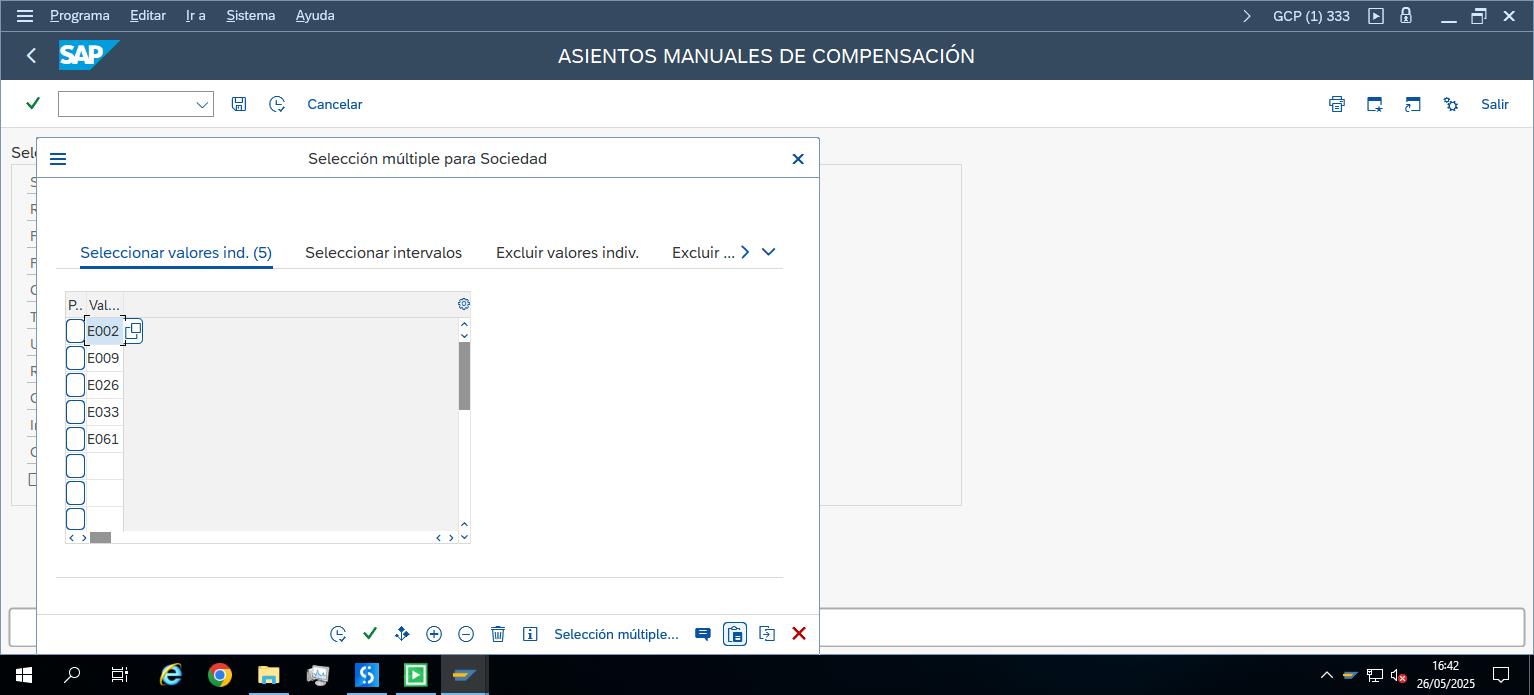 Programa Editar Ir a Sistema Ayuda GCP (1) 333
SAP ASIENTOS MANUALES DE COMPENSACIÓN
Cancelar Salir
Sele
Selección múltiple para Sociedad
Seleccionar valores ind. (5) Seleccionar intervalos Excluir valores indiv. Excluir ...
P.. Val...
E002
E009
E026
E033
E061
Selección múltiple...
16:42
26/05/2025